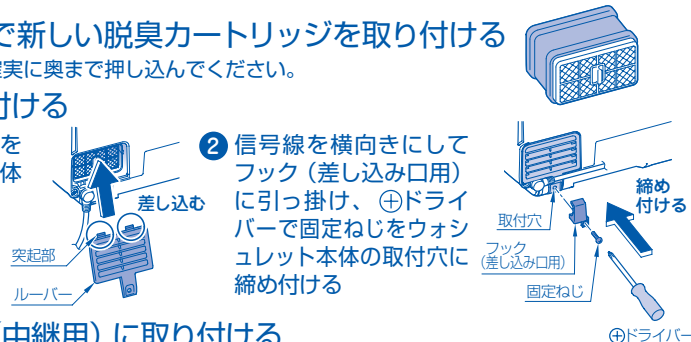 で新しい脱臭カートリッジを取り付ける
実に奥まで押し込んでください。
付ける
を
体
差し込む
突起部
ルーバー
2 信号線を横向きにして
フック（差し込み口用）
に引っ掛け、⊕ドライ
バーで固定ねじをウォシ
ュレット本体の取付穴に
締め付ける
締め
付ける
取付穴
フック
（差し込み口用）
固定ねじ
⊕ドライバー
（中継用）に取り付ける